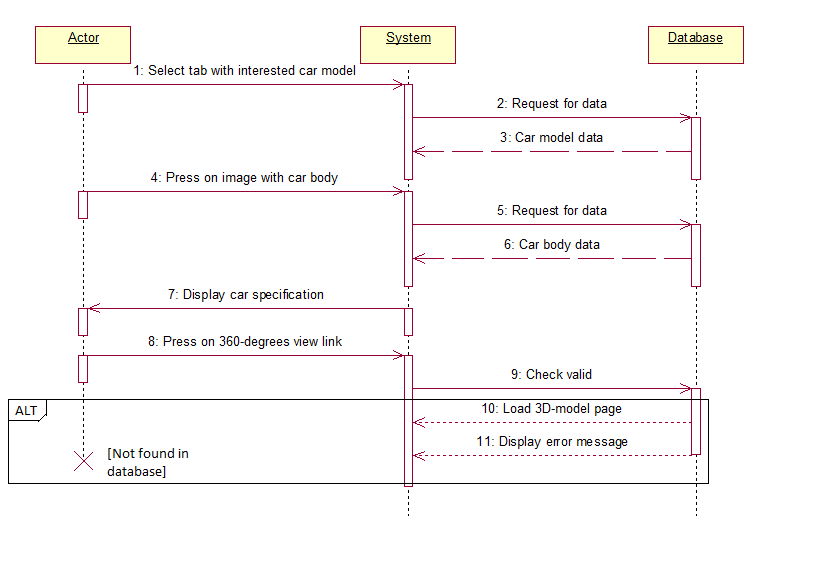 Actor
System
Database
1: Select tab with interested car model
2: Request for data
3: Car model data
4: Press on image with car body
5: Request for data
6: Car body data
7: Display car specification
8: Press on 360-degrees view link
9: Check valid
ALT
10: Load 3D-model page
11: Display error message
[Not found in
database]